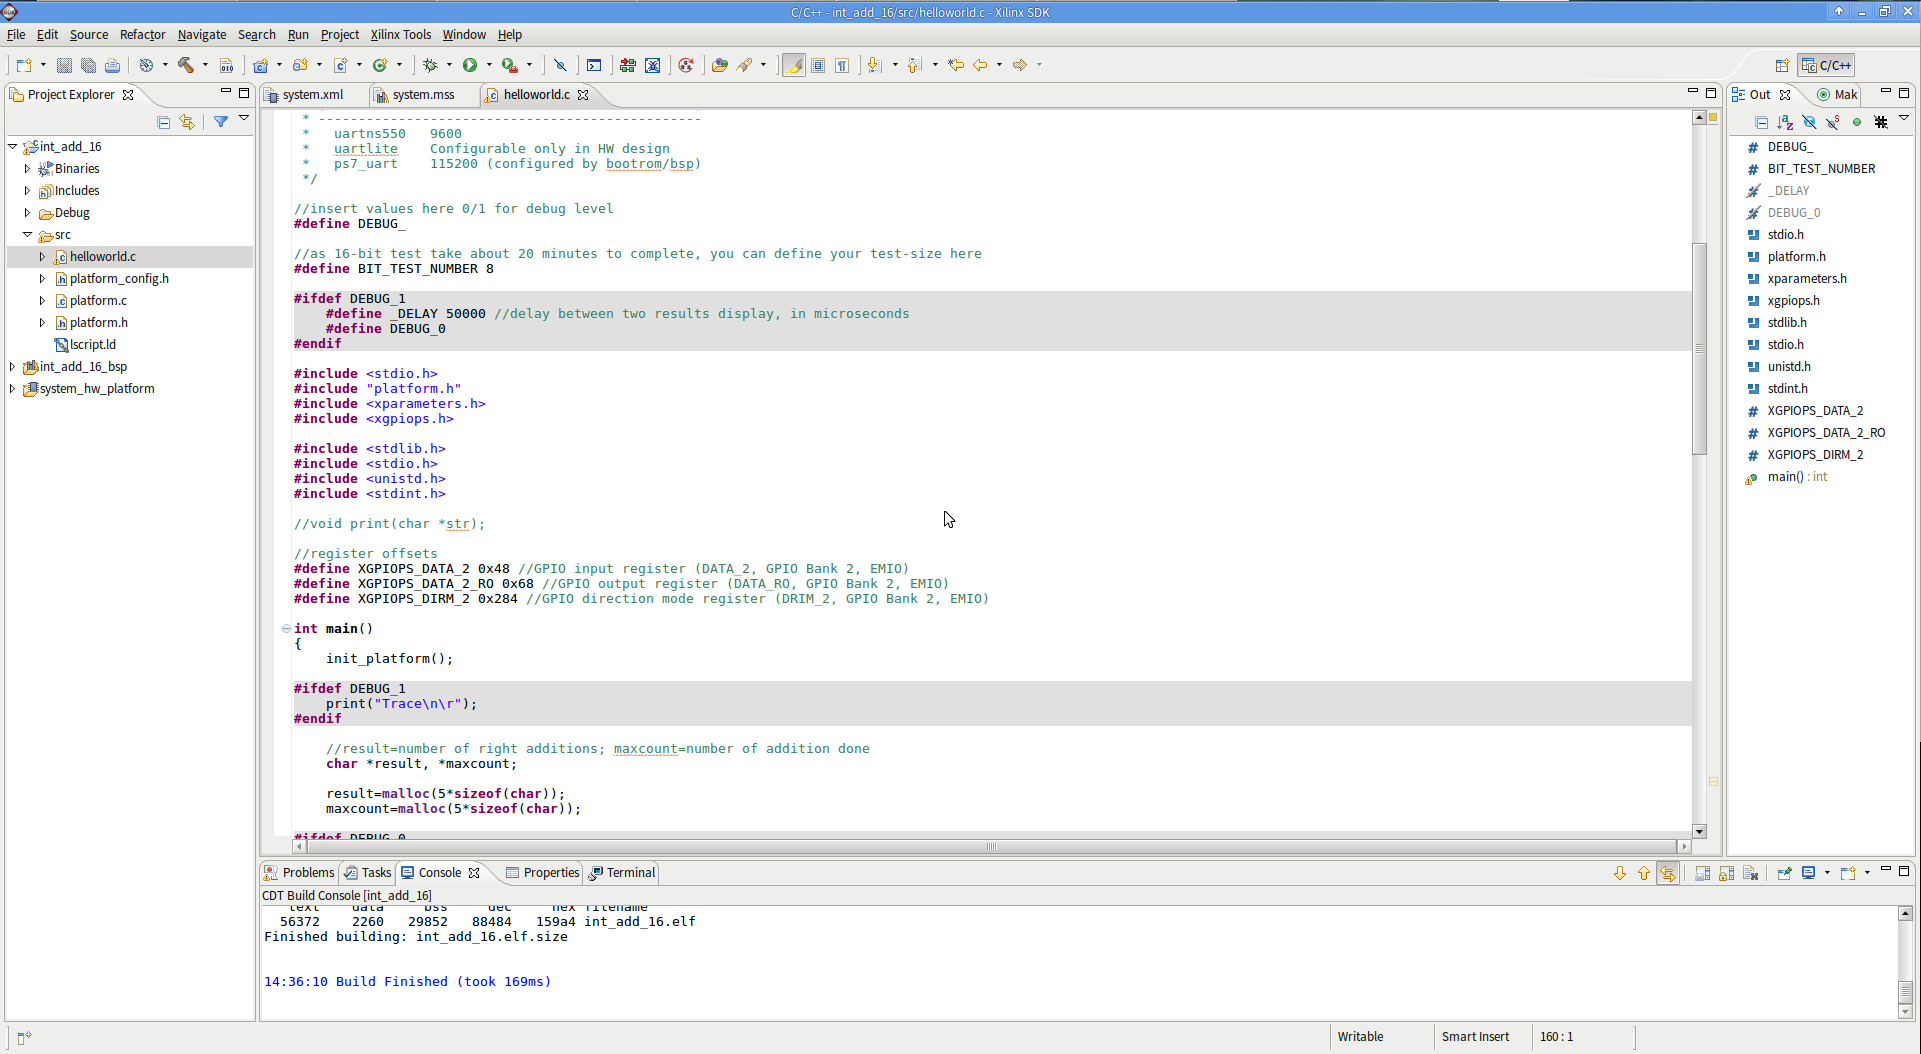 C/C++ - int_add_16/src/helloworld.c - Xilinx SDK
File Edit Source Refactor Navigate Search Run Project Xilinx Tools Window Help
C/C++
Project Explorer
int_add_16
Binaries
Includes
Debug
src
helloworld.c
platform_config.h
platform.c
platform.h
lscript.ld
int_add_16_bsp
system_hw_platform
system.xml system.mss helloworld.c
* ------------------------------------------------
*   uartns550   9600
*   uartlite    Configurable only in HW design
*   ps7_uart    115200 (configured by bootrom/bsp)
*/
//insert values here 0/1 for debug level
#define DEBUG_
//as 16-bit test take about 20 minutes to complete, you can define your test-size here
#define BIT_TEST_NUMBER 8
#ifdef DEBUG_1
    #define _DELAY 50000 //delay between two results display, in microseconds
    #define DEBUG_0
#endif
#include <stdio.h>
#include "platform.h"
#include <xparameters.h>
#include <xgpiops.h>
#include <stdlib.h>
#include <stdio.h>
#include <unistd.h>
#include <stdint.h>
//void print(char *str);
//register offsets
#define XGPIOPS_DATA_2 0x48 //GPIO input register (DATA_2, GPIO Bank 2, EMIO)
#define XGPIOPS_DATA_2_RO 0x68 //GPIO output register (DATA_RO, GPIO Bank 2, EMIO)
#define XGPIOPS_DIRM_2 0x284 //GPIO direction mode register (DRIM_2, GPIO Bank 2, EMIO)
int main()
{
    init_platform();
#ifdef DEBUG_1
    print("Trace\n\r");
#endif
    //result=number of right additions; maxcount=number of addition done
    char *result, *maxcount;
    result=malloc(5*sizeof(char));
    maxcount=malloc(5*sizeof(char));
#ifdef DEBUG_0
Out Mak
DEBUG_
BIT_TEST_NUMBER
_DELAY
DEBUG_0
stdio.h
platform.h
xparameters.h
xgpiops.h
stdlib.h
stdio.h
unistd.h
stdint.h
XGPIOPS_DATA_2
XGPIOPS_DATA_2_RO
XGPIOPS_DIRM_2
main() : int
Problems Tasks Console Properties Terminal
CDT Build Console [int_add_16]
text data bss dec hex filename
56372 2260 29852 88484 159a4 int_add_16.elf
Finished building: int_add_16.elf.size
14:36:10 Build Finished (took 169ms)
Writable Smart Insert 160 : 1